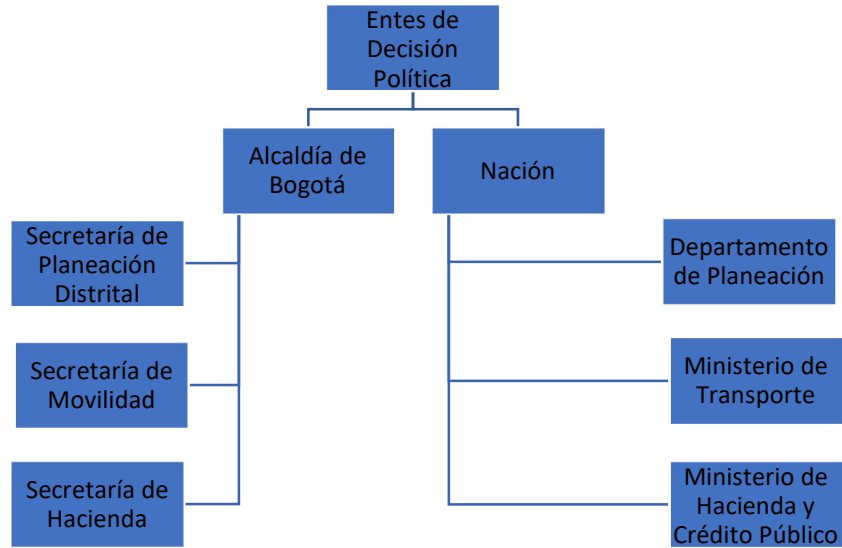 Entes de
Decisión
Política
Alcaldía de
Bogotá
Nación
Secretaría de
Planeación
Distrital
Departamento
de Planeación
Secretaría de
Movilidad
Ministerio de
Transporte
Secretaría de
Hacienda
Ministerio de
Hacienda y
Crédito Público